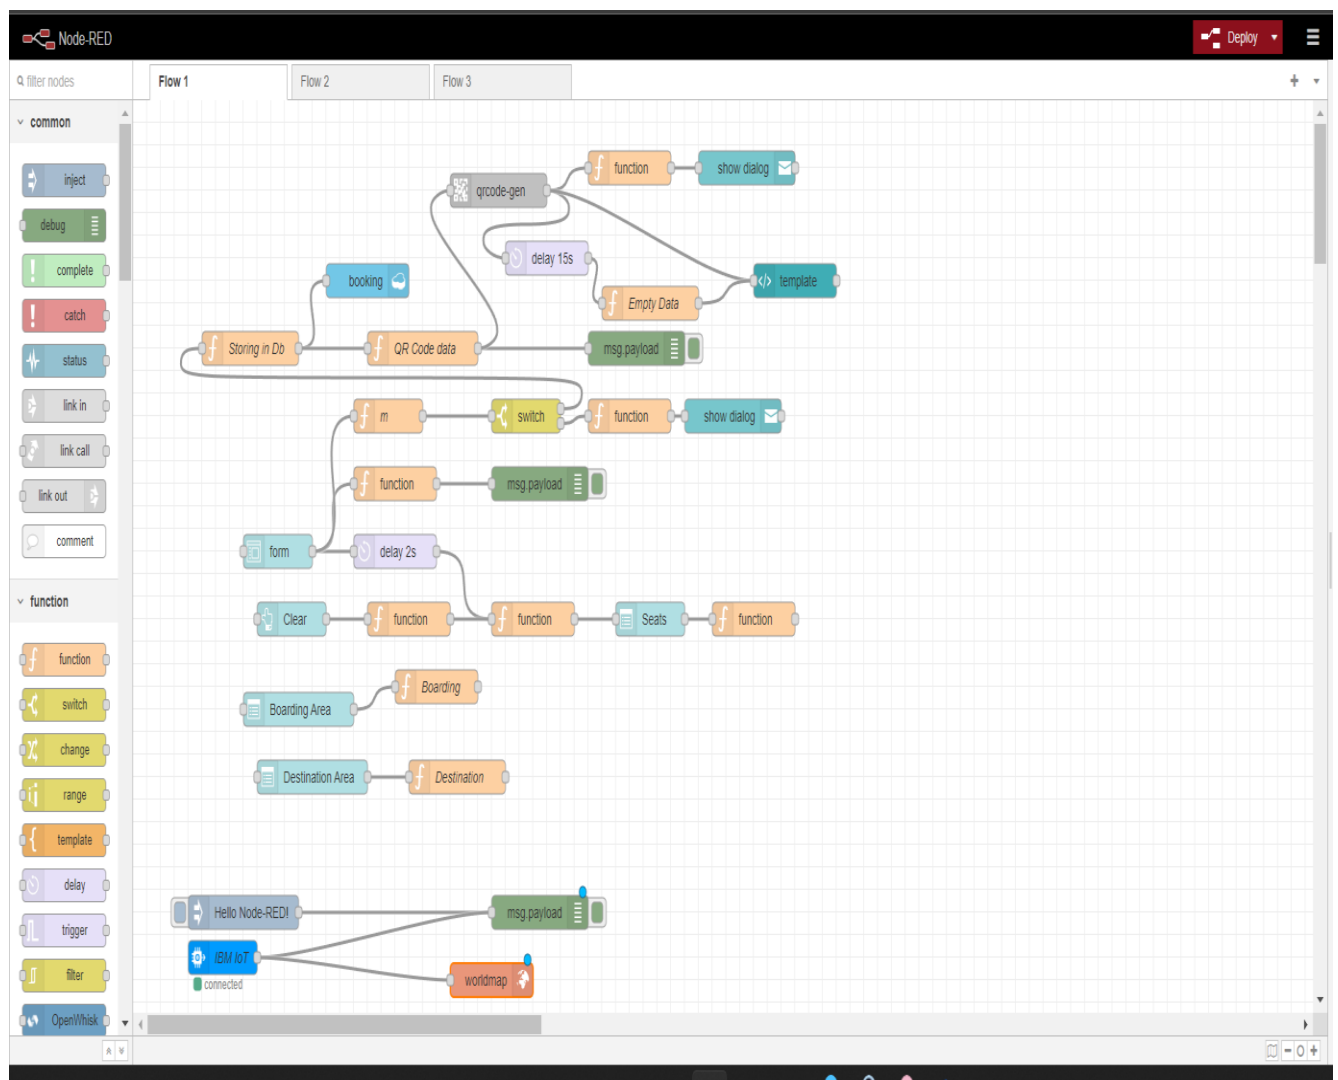 Node-RED
Deploy
filter nodes
Flow 1
Flow 2
Flow 3
common
inject
debug
complete
catch
status
link in
link call
link out
comment
function
function
switch
change
range
template
delay
trigger
filter
OpenWhisk
function
show dialog
qrcode-gen
delay 15s
booking
template
Empty Data
Storing in Db
QR Code data
msg.payload
m
switch
function
show dialog
function
msg.payload
form
delay 2s
Clear
function
function
Seats
function
Boarding
Boarding Area
Destination Area
Destination
Hello Node-RED!
msg.payload
IBM IoT
connected
worldmap